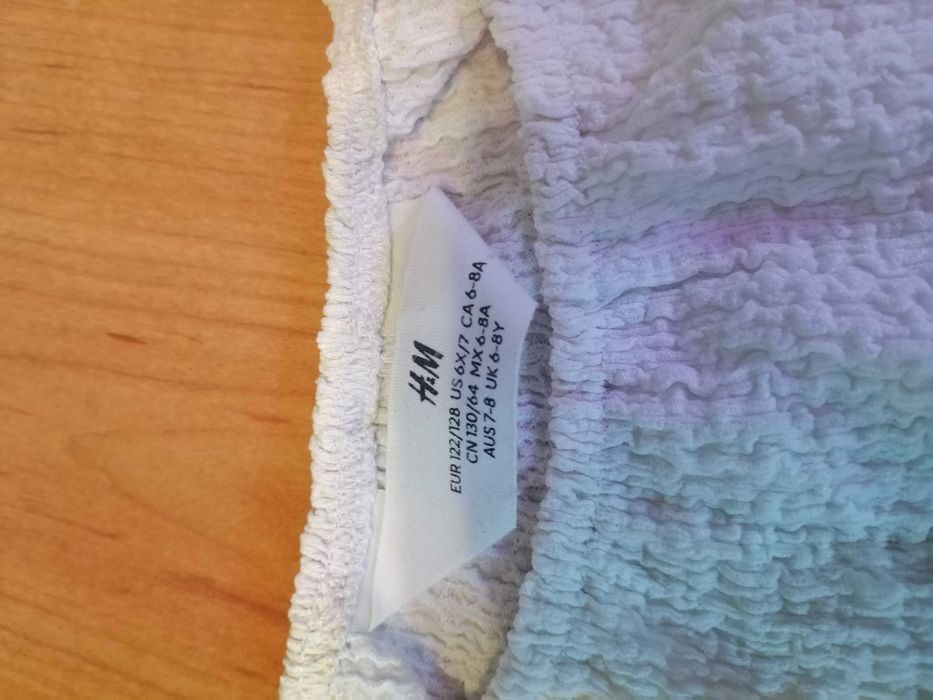 H&M
EUR 122/128 US 6X/7 CA 6-8A
CN 130/64 MX 6-8A
AUS 7-8 UK 6-8Y